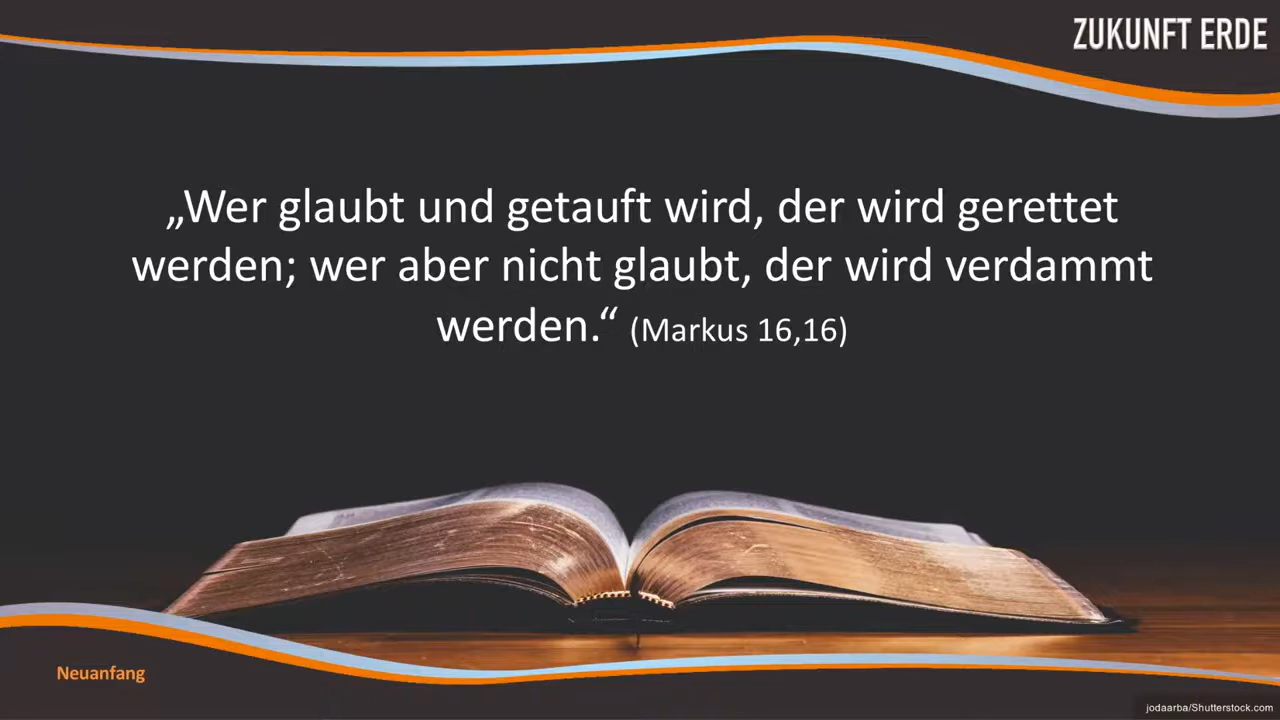 ZUKUNFT ERDE
„Wer glaubt und getauft wird, der wird gerettet
werden; wer aber nicht glaubt, der wird verdammt
werden.“ (Markus 16,16)
Neuanfang
jodaarba/Shutterstock.com